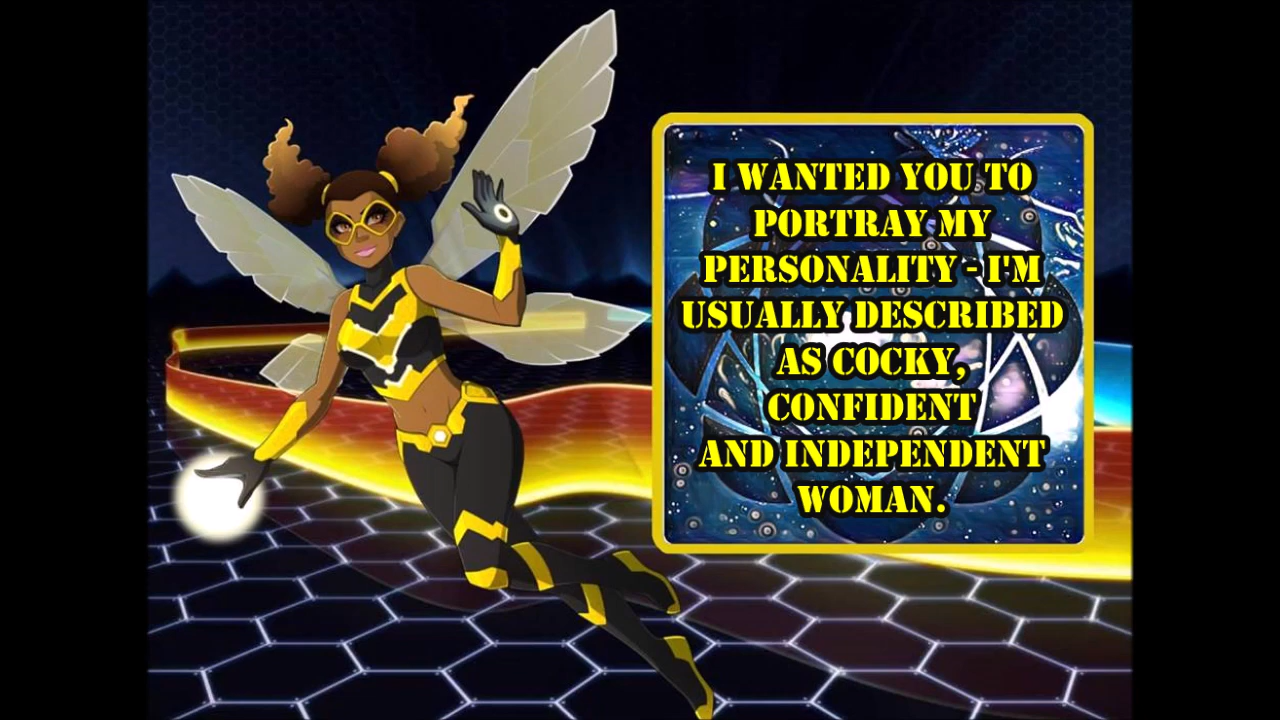 I WANTED YOU TO
PORTRAY MY
PERSONALITY - I'M
USUALLY DESCRIBED
AS COCKY,
CONFIDENT
AND INDEPENDENT
WOMAN.